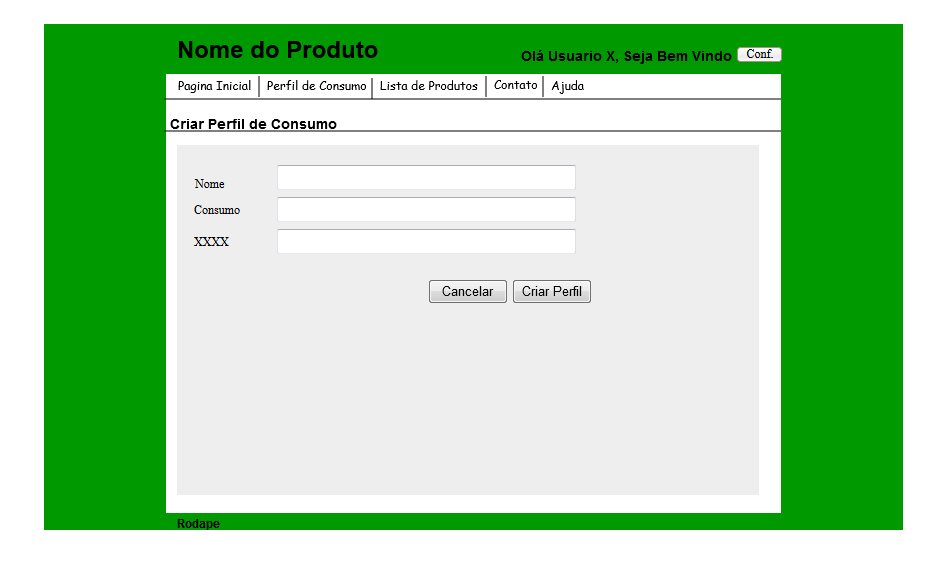 Nome do Produto
Olá Usuario X, Seja Bem Vindo Conf.
Pagina Inicial Perfil de Consumo Lista de Produtos Contato Ajuda
Criar Perfil de Consumo
Nome
Consumo
XXXX
Cancelar Criar Perfil
Rodape